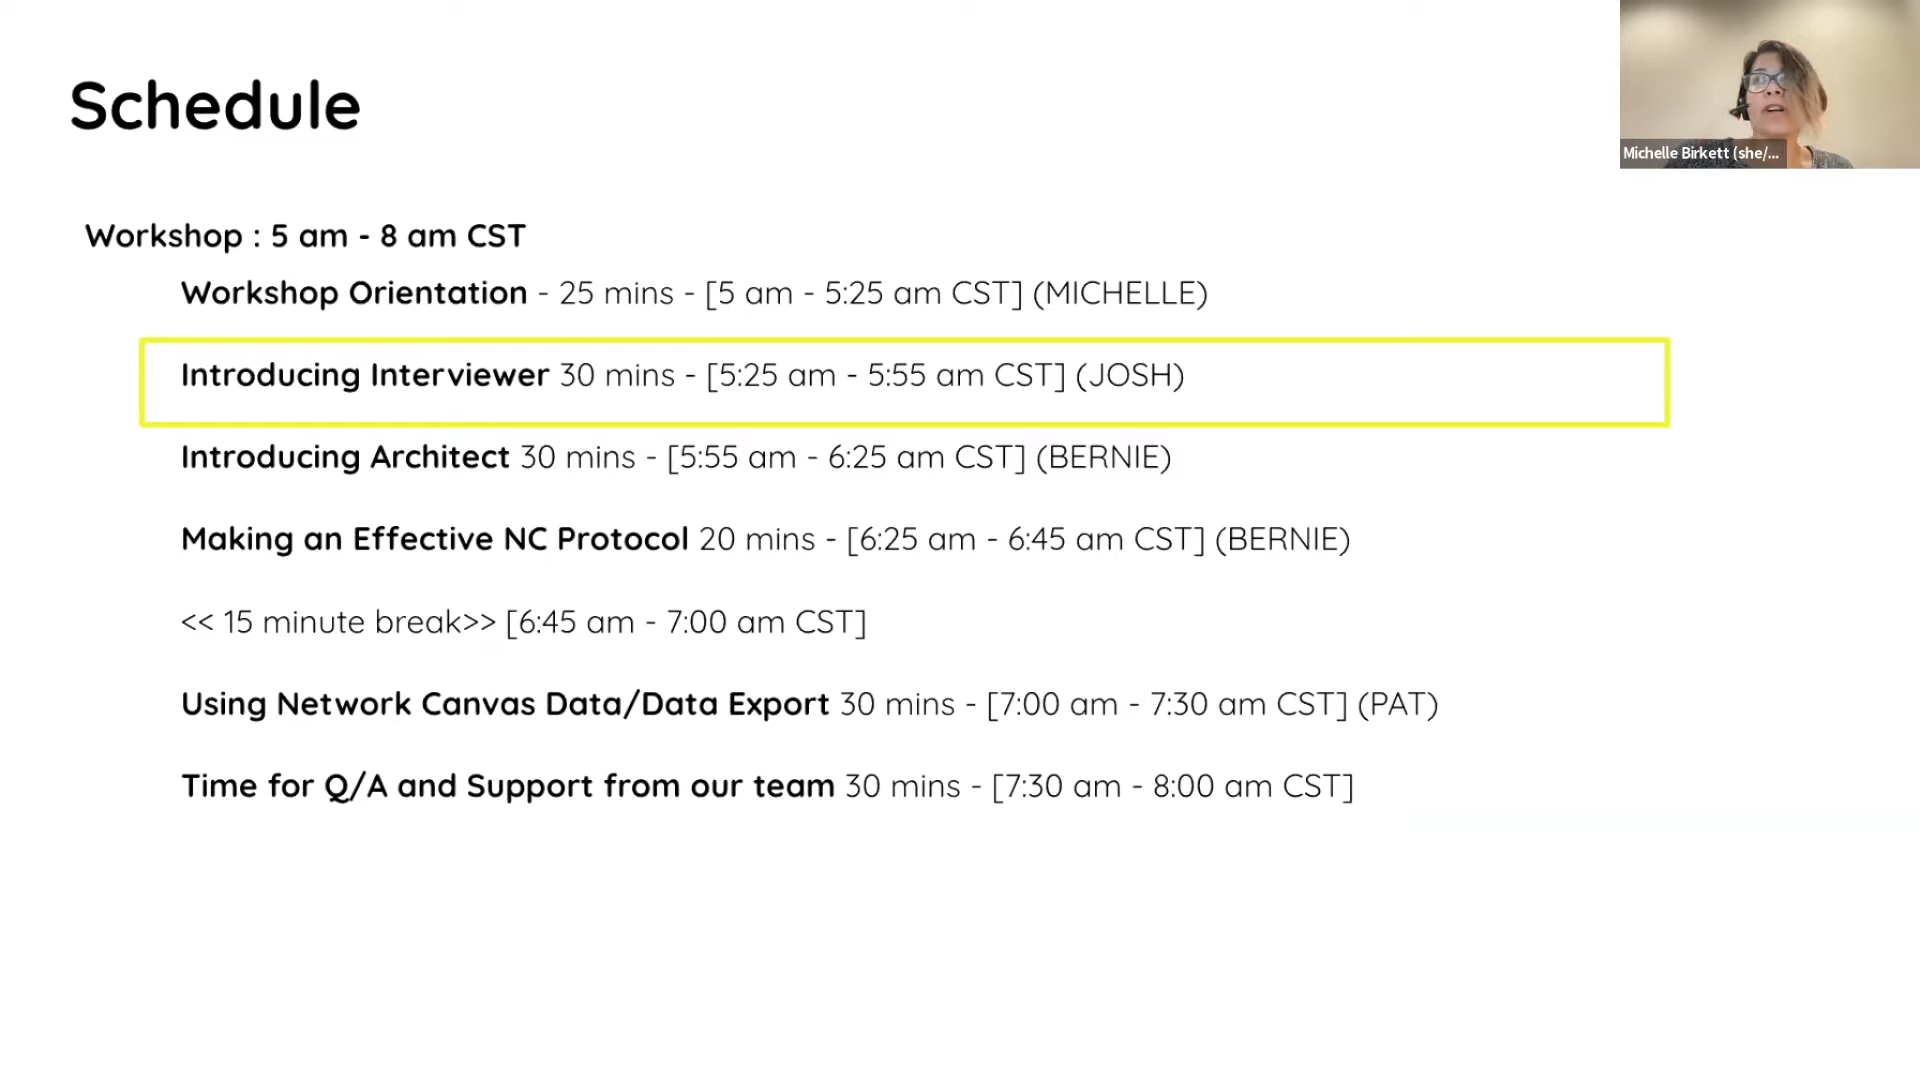 Schedule
Michelle Birkett (she/...
Workshop : 5 am - 8 am CST
Workshop Orientation - 25 mins - [5 am - 5:25 am CST] (MICHELLE)
Introducing Interviewer 30 mins - [5:25 am - 5:55 am CST] (JOSH)
Introducing Architect 30 mins - [5:55 am - 6:25 am CST] (BERNIE)
Making an Effective NC Protocol 20 mins - [6:25 am - 6:45 am CST] (BERNIE)
<< 15 minute break>> [6:45 am - 7:00 am CST]
Using Network Canvas Data/Data Export 30 mins - [7:00 am - 7:30 am CST] (PAT)
Time for Q/A and Support from our team 30 mins - [7:30 am - 8:00 am CST]